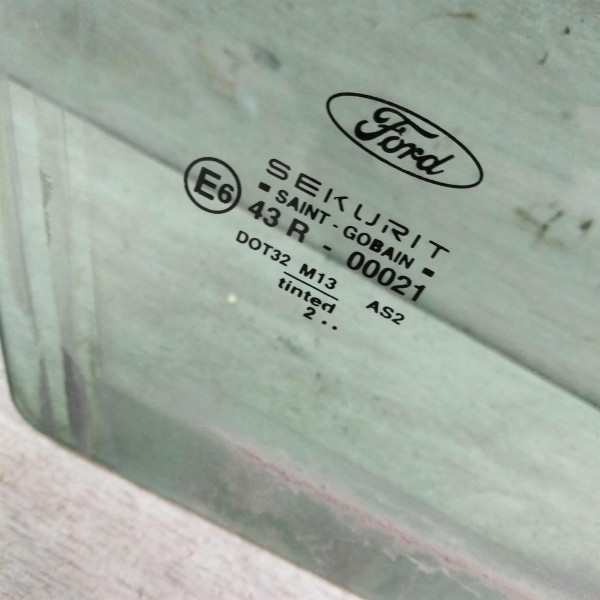 Ford
SEKURIT
SAINT - GOBAIN
E6 43 R - 00021
DOT32 M13 AS2
tinted
2 ..